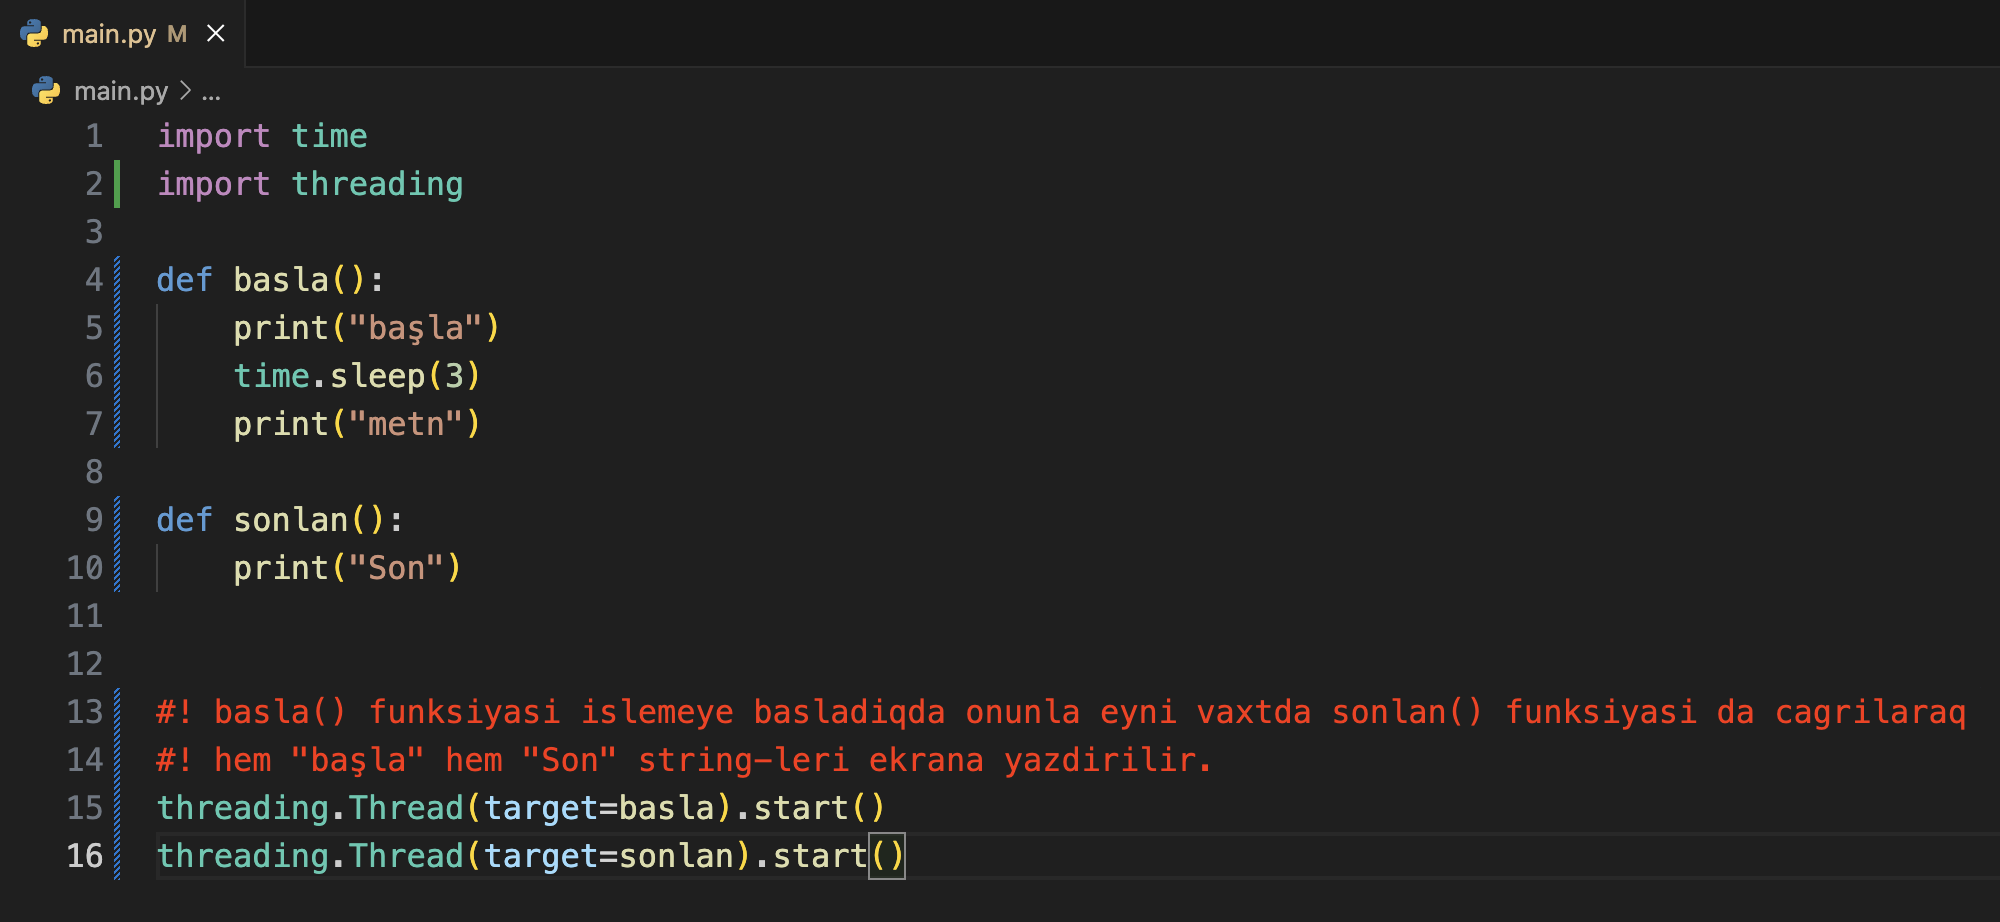 main.py M
main.py > ...
1 import time
2 import threading
3
4 def basla():
5     print("başla")
6     time.sleep(3)
7     print("metn")
8
9 def sonlan():
10     print("Son")
11
12
13 #! basla() funksiyasi islemeye basladiqda onunla eyni vaxtda sonlan() funksiyasi da cagrilaraq
14 #! hem "başla" hem "Son" string-leri ekrana yazdirilir.
15 threading.Thread(target=basla).start()
16 threading.Thread(target=sonlan).start()